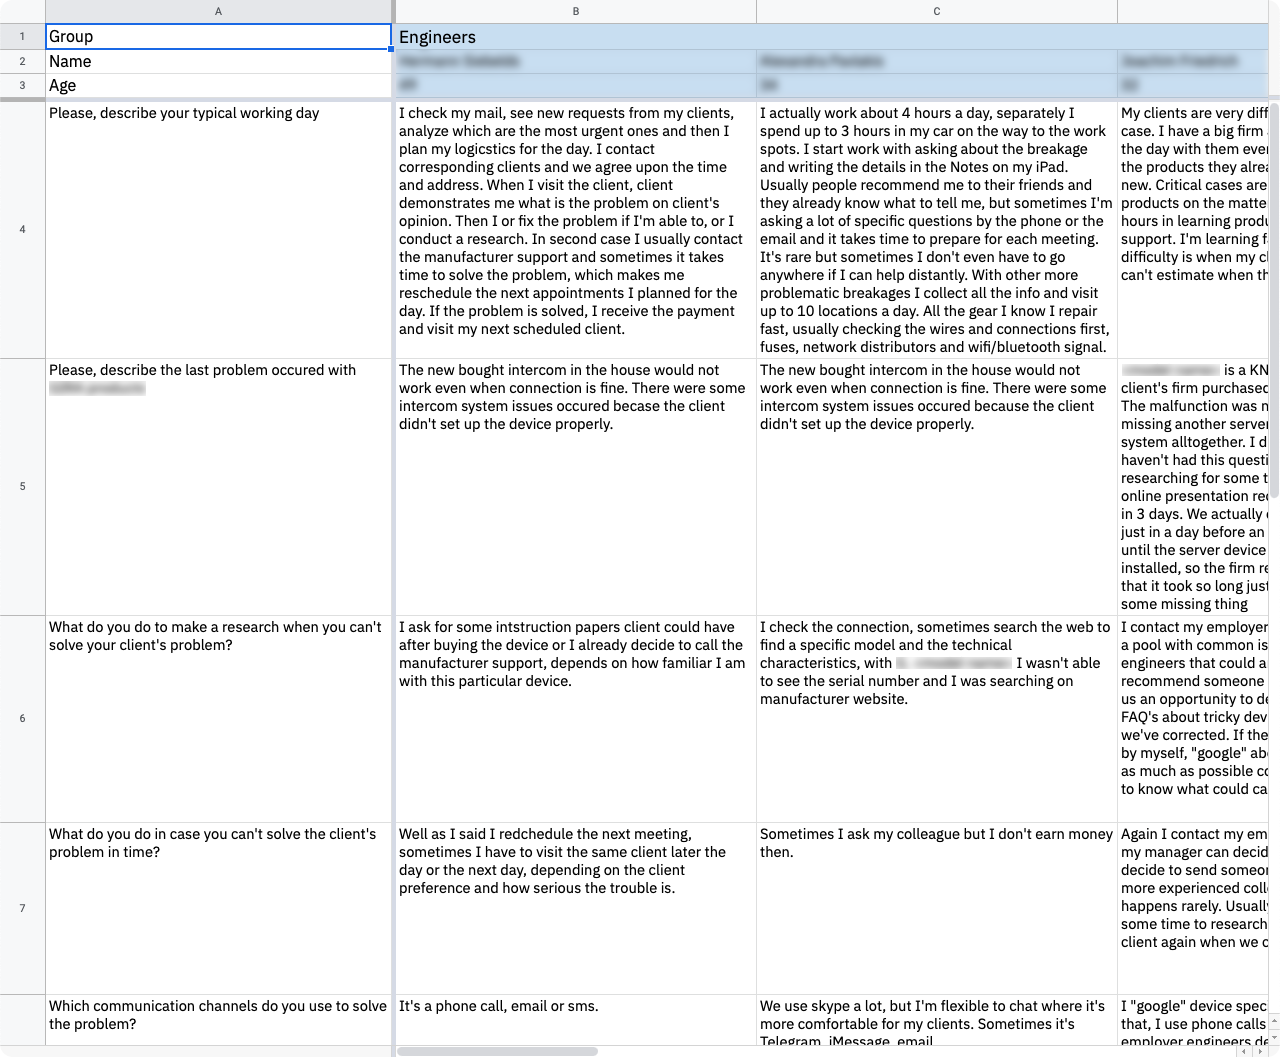 A
B
C
1
Group
Engineers
2
Name
3
Age
4
Please, describe your typical working day
I check my mail, see new requests from my clients,
analyze which are the most urgent ones and then I
plan my logicstics for the day. I contact
corresponding clients and we agree upon the time
and address. When I visit the client, client
demonstrates me what is the problem on client's
opinion. Then I or fix the problem if I'm able to, or I
conduct a research. In second case I usually contact
the manufacturer support and sometimes it takes
time to solve the problem, which makes me
reschedule the next appointments I planned for the
day. If the problem is solved, I receive the payment
and visit my next scheduled client.
I actually work about 4 hours a day, separately I
spend up to 3 hours in my car on the way to the work
spots. I start work with asking about the breakage
and writing the details in the Notes on my iPad.
Usually people recommend me to their friends and
they already know what to tell me, but sometimes I'm
asking a lot of specific questions by the phone or the
email and it takes time to prepare for each meeting.
It's rare but sometimes I don't even have to go
anywhere if I can help distantly. With other more
problematic breakages I collect all the info and visit
up to 10 locations a day. All the gear I know I repair
fast, usually checking the wires and connections first,
fuses, network distributors and wifi/bluetooth signal.
My clients are very diff
case. I have a big firm
the day with them ever
the products they alrea
new. Critical cases are
products on the matte
hours in learning produ
support. I'm learning f
difficulty is when my cl
can't estimate when th
5
Please, describe the last problem occured with
The new bought intercom in the house would not
work even when connection is fine. There were some
intercom system issues occured becase the client
didn't set up the device properly.
The new bought intercom in the house would not
work even when connection is fine. There were some
intercom system issues occured because the client
didn't set up the device properly.
is a KN
client's firm purchased
The malfunction was n
missing another server
system alltogether. I d
haven't had this questi
researching for some t
online presentation rec
in 3 days. We actually
just in a day before an
until the server device
installed, so the firm re
that it took so long just
some missing thing
6
What do you do to make a research when you can't
solve your client's problem?
I ask for some intstruction papers client could have
after buying the device or I already decide to call the
manufacturer support, depends on how familiar I am
with this particular device.
I check the connection, sometimes search the web to
find a specific model and the technical
characteristics, with I wasn't able
to see the serial number and I was searching on
manufacturer website.
I contact my employer
a pool with common is
engineers that could a
recommend someone
us an opportunity to de
FAQ's about tricky dev
we've corrected. If the
by myself, "google" abo
as much as possible co
to know what could ca
7
What do you do in case you can't solve the client's
problem in time?
Well as I said I redchedule the next meeting,
sometimes I have to visit the same client later the
day or the next day, depending on the client
preference and how serious the trouble is.
Sometimes I ask my colleague but I don't earn money
then.
Again I contact my em
my manager can decid
decide to send someon
more experienced coll
happens rarely. Usually
some time to research
client again when we c
Which communication channels do you use to solve
the problem?
It's a phone call, email or sms.
We use skype a lot, but I'm flexible to chat where it's
more comfortable for my clients. Sometimes it's
Telegram, iMessage, email
I "google" device spec
that, I use phone calls
employer engineers de